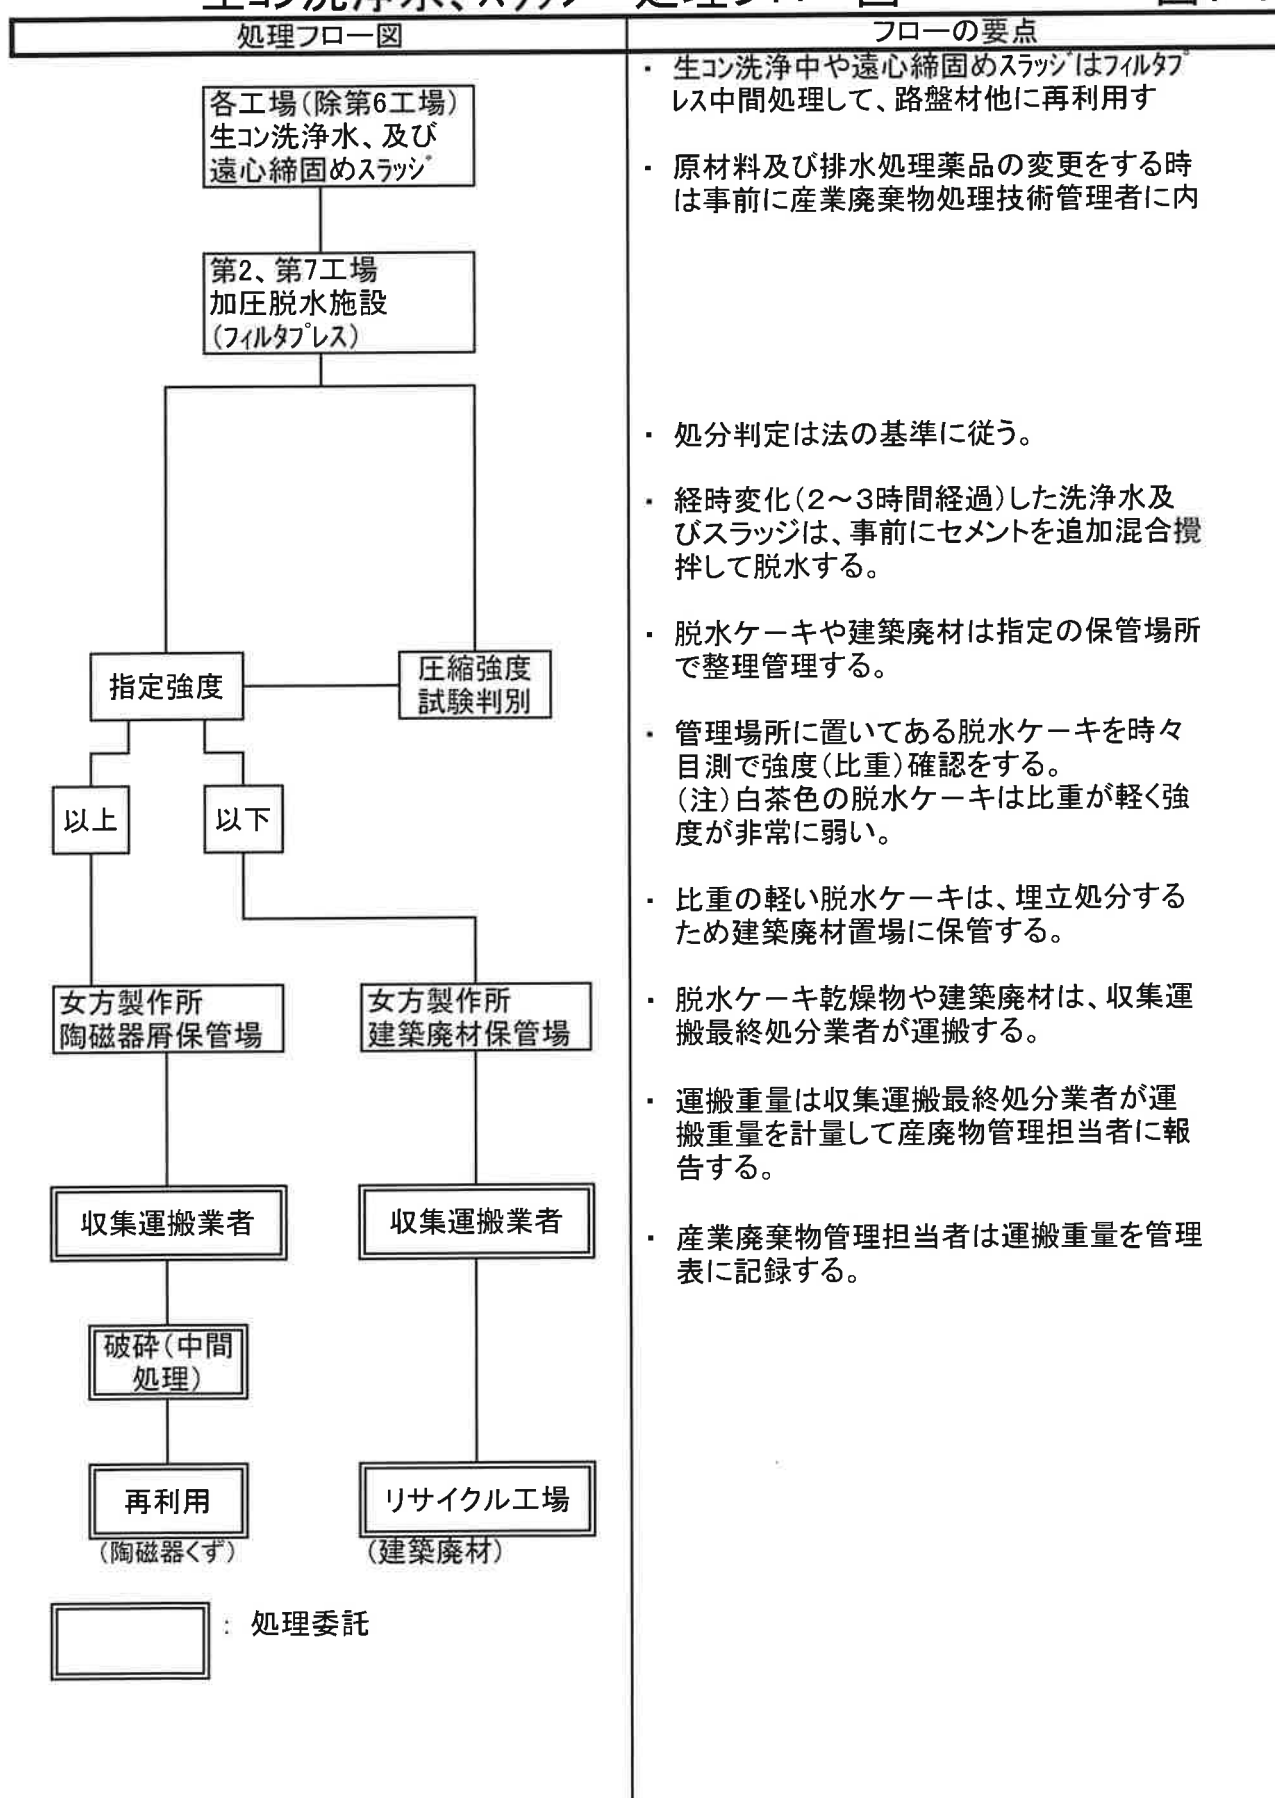 生コン洗浄水、スラッジ 処理フロー図
処理フロー図
フローの要点
各工場(除第6工場)
生コン洗浄水、及び
遠心締固めスラッジ
第2、第7工場
加圧脱水施設
(フィルタプレス)
指定強度
圧縮強度
試験判別
以上
以下
女方製作所
陶磁器屑保管場
女方製作所
建築廃材保管場
収集運搬業者
収集運搬業者
破砕(中間
処理)
再利用
(陶磁器くず)
リサイクル工場
(建築廃材)
: 処理委託
・ 生コン洗浄中や遠心締固めスラッジはフィルタプ
レス中間処理して、路盤材他に再利用す
・ 原材料及び排水処理薬品の変更をする時
は事前に産業廃棄物処理技術管理者に内
・ 処分判定は法の基準に従う。
・ 経時変化(2~3時間経過)した洗浄水及
びスラッジは、事前にセメントを追加混合攪
拌して脱水する。
・ 脱水ケーキや建築廃材は指定の保管場所
で整理管理する。
・ 管理場所に置いてある脱水ケーキを時々
目測で強度(比重)確認をする。
(注)白茶色の脱水ケーキは比重が軽く強
度が非常に弱い。
・ 比重の軽い脱水ケーキは、埋立処分する
ため建築廃材置場に保管する。
・ 脱水ケーキ乾燥物や建築廃材は、収集運
搬最終処分業者が運搬する。
・ 運搬重量は収集運搬最終処分業者が運
搬重量を計量して産廃物管理担当者に報
告する。
・ 産業廃棄物管理担当者は運搬重量を管理
表に記録する。